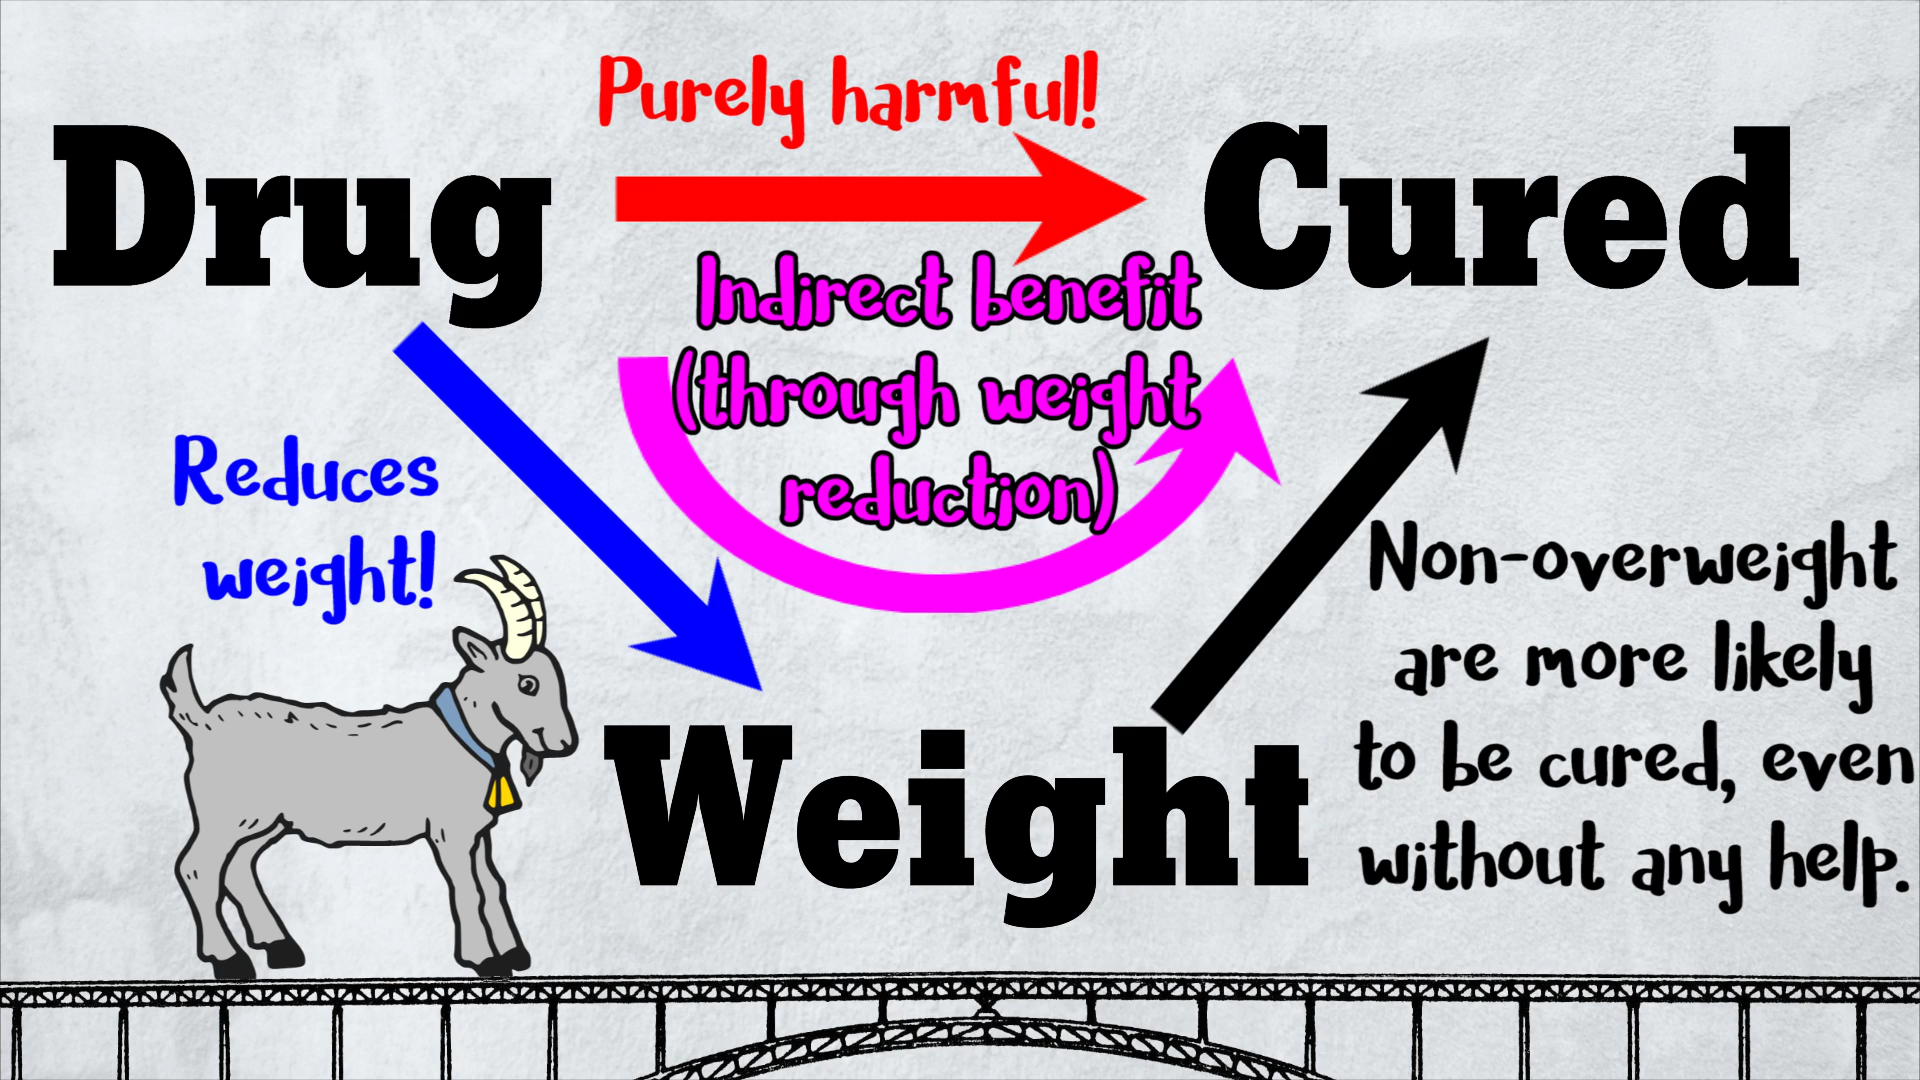 Purely harmful!
Drug
Cured
Indirect benefit
(through weight
reduction)
Reduces
weight!
Weight
Non-overweight
are more likely
to be cured, even
without any help.